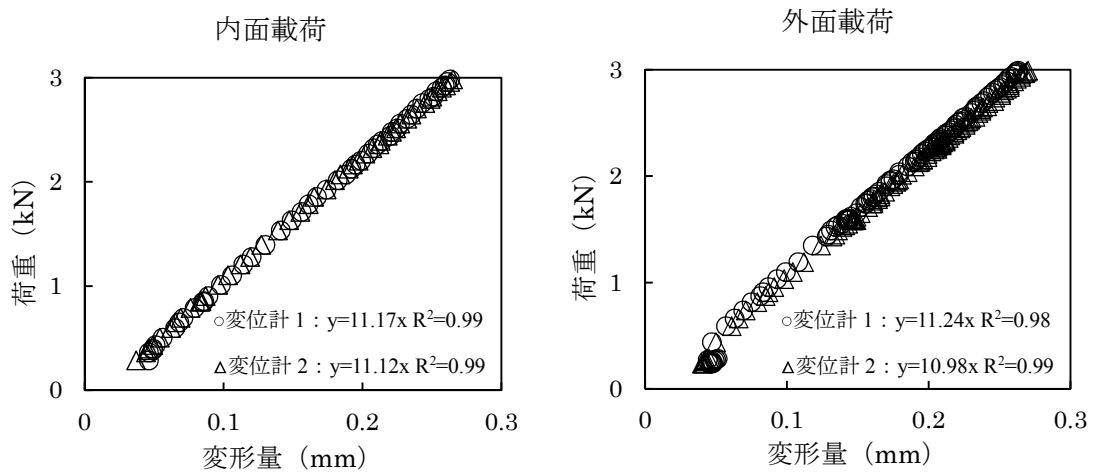 内面載荷
3
2
1
0
荷重（kN）
○変位計 1：y=11.17x R²=0.99
△変位計 2：y=11.12x R²=0.99
0 0.1 0.2 0.3
変形量（mm）
外面載荷
3
2
1
0
荷重（kN）
○変位計 1：y=11.24x R²=0.98
△変位計 2：y=10.98x R²=0.99
0 0.1 0.2 0.3
変形量（mm）